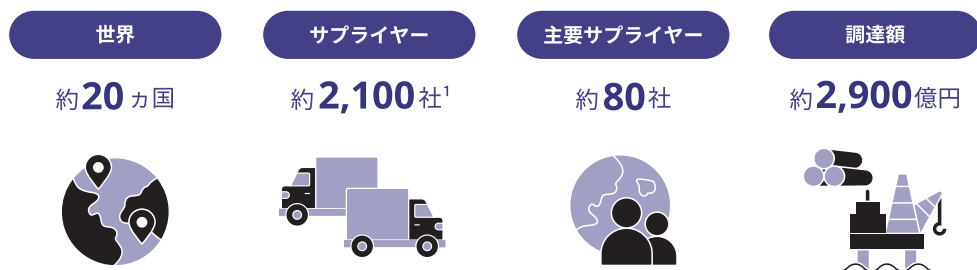 世界
約20ヵ国
サプライヤー
約2,100社¹
主要サプライヤー
約80社
調達額
約2,900億円